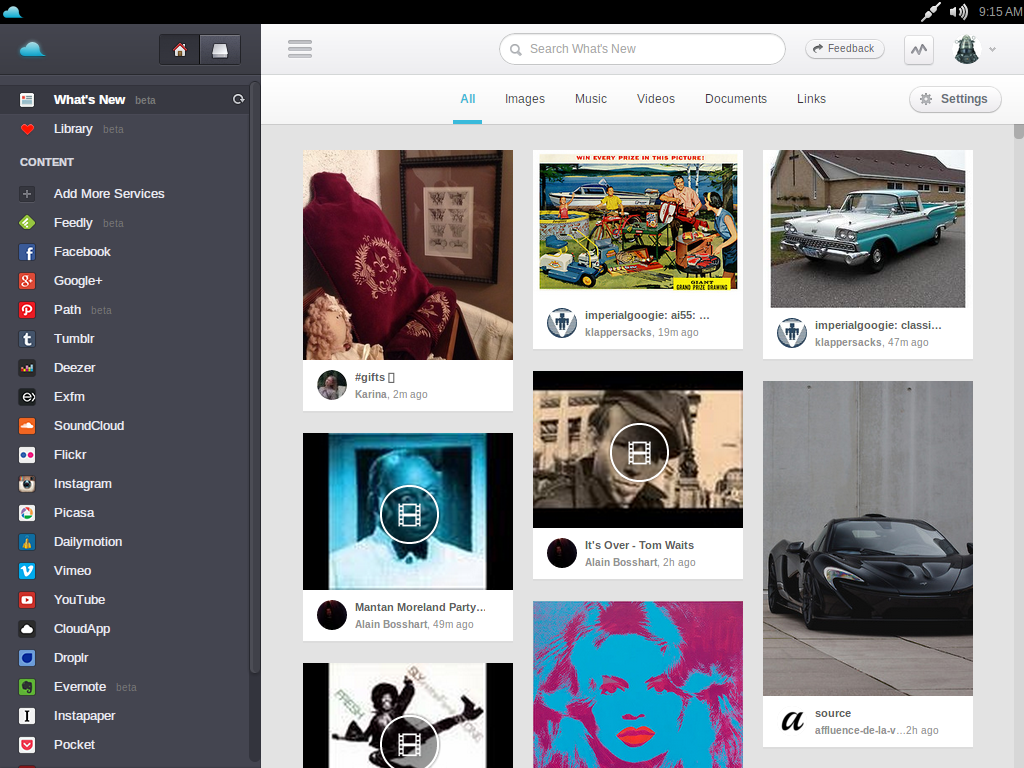 9:15 AM
Search What's New
Feedback
What's New beta
Library beta
CONTENT
Add More Services
Feedly beta
Facebook
Google+
Path beta
Tumblr
Deezer
Exfm
SoundCloud
Flickr
Instagram
Picasa
Dailymotion
Vimeo
YouTube
CloudApp
Droplr
Evernote beta
Instapaper
Pocket
All
Images
Music
Videos
Documents
Links
Settings
#gifts
Karina, 2m ago
Mantan Moreland Party…
Alain Bosshart, 49m ago
FRESH
WIN EVERY PRIZE IN THIS PICTURE!
GIANT
GRAND PRIZE DRAWING
imperialgoogie: ai55: …
klappersacks, 19m ago
It's Over - Tom Waits
Alain Bosshart, 2h ago
imperialgoogie: classi…
klappersacks, 47m ago
a
source
affluence-de-la-v…2h ago